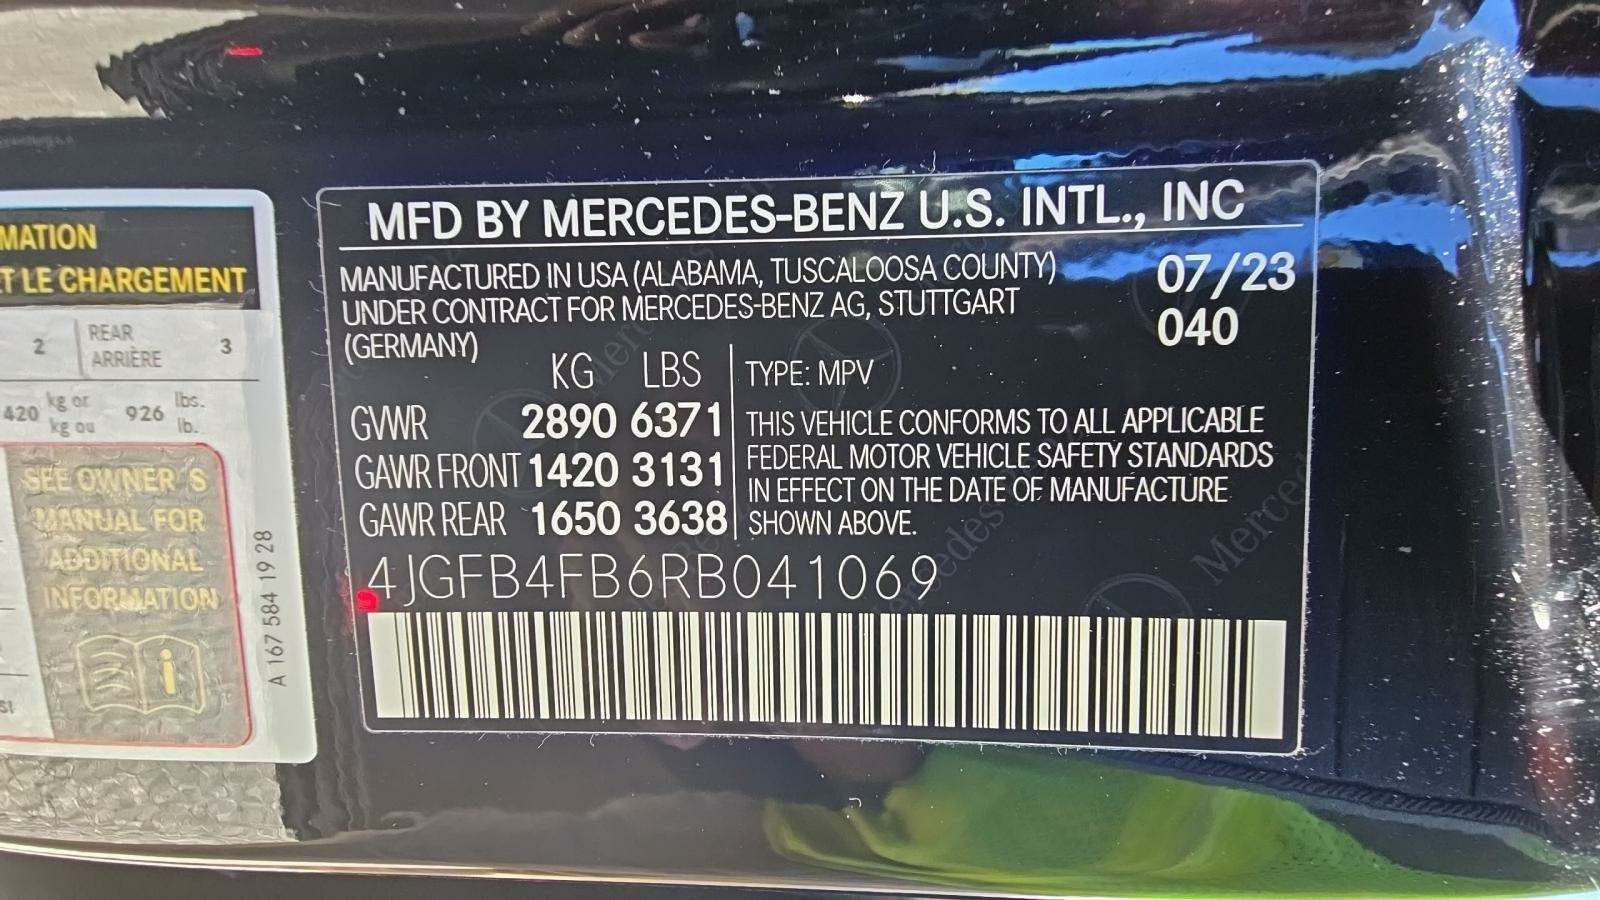 MATION
ET LE CHARGEMENT
2 REAR ARRIÈRE 3
420 kg or kg ou 926 lbs. lb.
SEE OWNER´S
MANUAL FOR
ADDITIONAL
INFORMATION
A 167 584 19 28
MFD BY MERCEDES-BENZ U.S. INTL., INC
MANUFACTURED IN USA (ALABAMA, TUSCALOOSA COUNTY)
UNDER CONTRACT FOR MERCEDES-BENZ AG, STUTTGART
(GERMANY)
07/23
040
KG LBS
GVWR 2890 6371
GAWR FRONT 1420 3131
GAWR REAR 1650 3638
TYPE: MPV
THIS VEHICLE CONFORMS TO ALL APPLICABLE
FEDERAL MOTOR VEHICLE SAFETY STANDARDS
IN EFFECT ON THE DATE OF MANUFACTURE
SHOWN ABOVE.
4JGFB4FB6RB041069